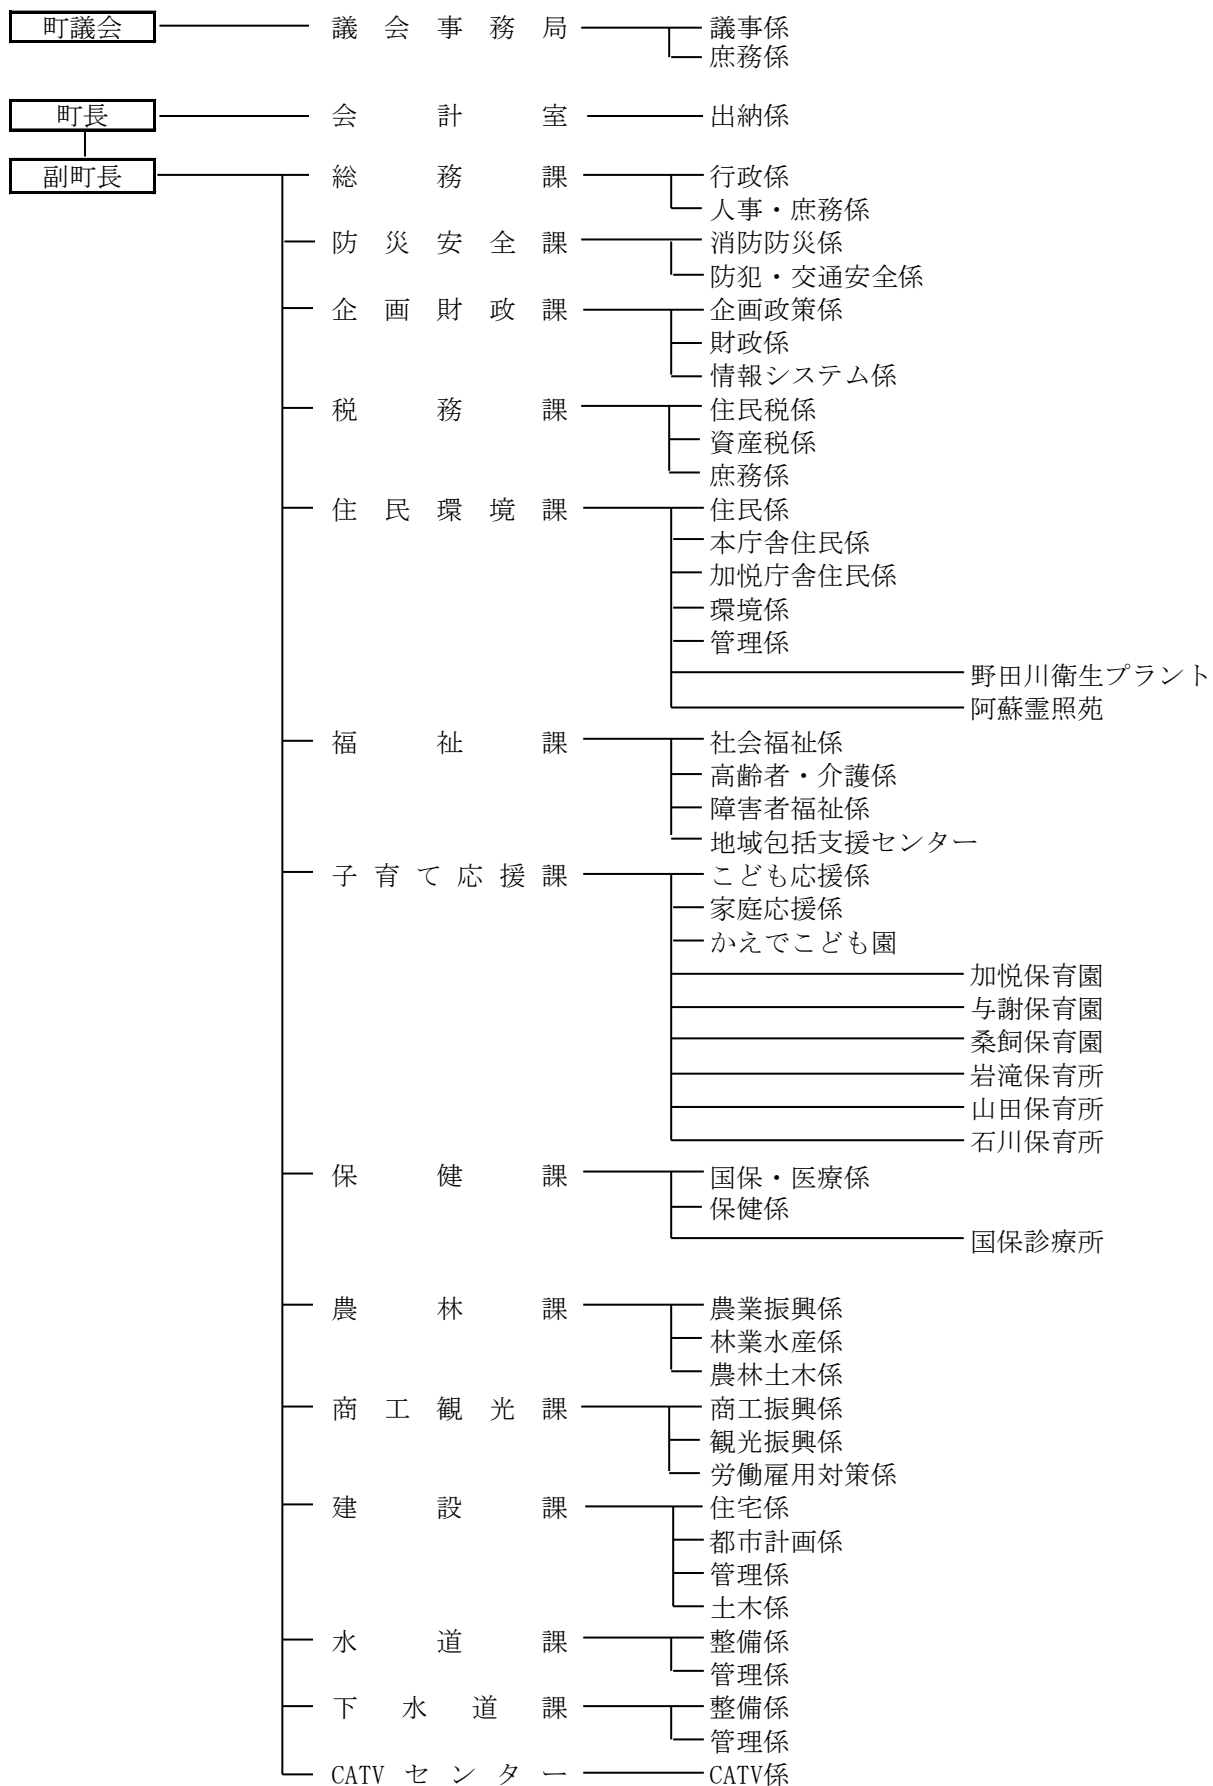 町議会 議会事務局 議事係
庶務係
町長 会計室 出納係
副町長 総務課 行政係
人事・庶務係
防災安全課 消防防災係
防犯・交通安全係
企画財政課 企画政策係
財政係
情報システム係
税務課 住民税係
資産税係
庶務係
住民環境課 住民係
本庁舎住民係
加悦庁舎住民係
環境係
管理係
野田川衛生プラント
阿蘇霊照苑
福祉課 社会福祉係
高齢者・介護係
障害者福祉係
地域包括支援センター
子育て応援課 こども応援係
家庭応援係
かえでこども園
加悦保育園
与謝保育園
桑飼保育園
岩滝保育所
山田保育所
石川保育所
保健課 国保・医療係
保健係
国保診療所
農林課 農業振興係
林業水産係
農林土木係
商工観光課 商工振興係
観光振興係
労働雇用対策係
建設課 住宅係
都市計画係
管理係
土木係
水道課 整備係
管理係
下水道課 整備係
管理係
CATVセンター CATV係